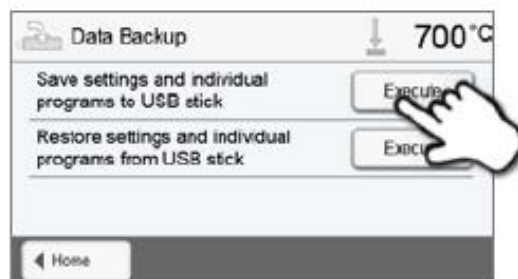 Data Backup
700°C
Save settings and individual
programs to USB stick
Execute
Restore settings and individual
programs from USB stick
Home